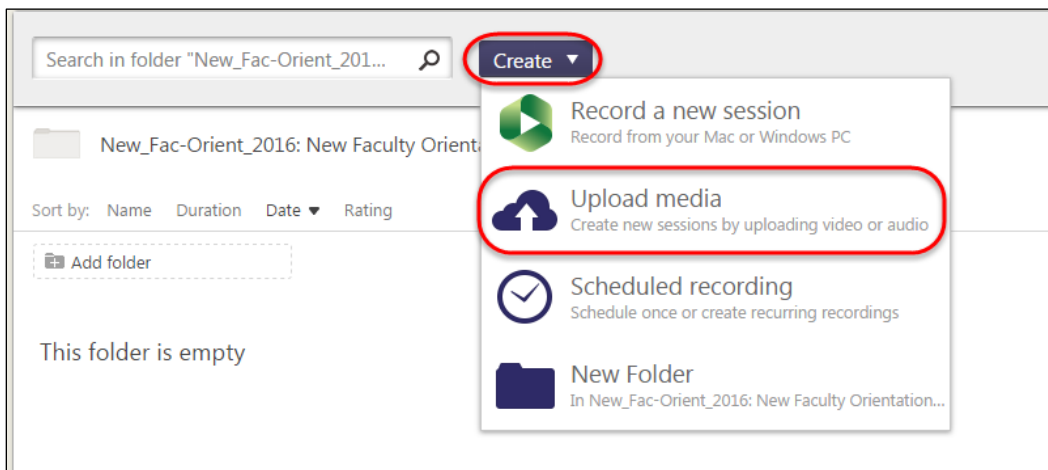 Search in folder "New_Fac-Orient_201...
Create
Record a new session
Record from your Mac or Windows PC
New_Fac-Orient_2016: New Faculty Orient
Upload media
Create new sessions by uploading video or audio
Sort by: Name Duration Date Rating
Add folder
Scheduled recording
Schedule once or create recurring recordings
This folder is empty
New Folder
In New_Fac-Orient_2016: New Faculty Orientation...